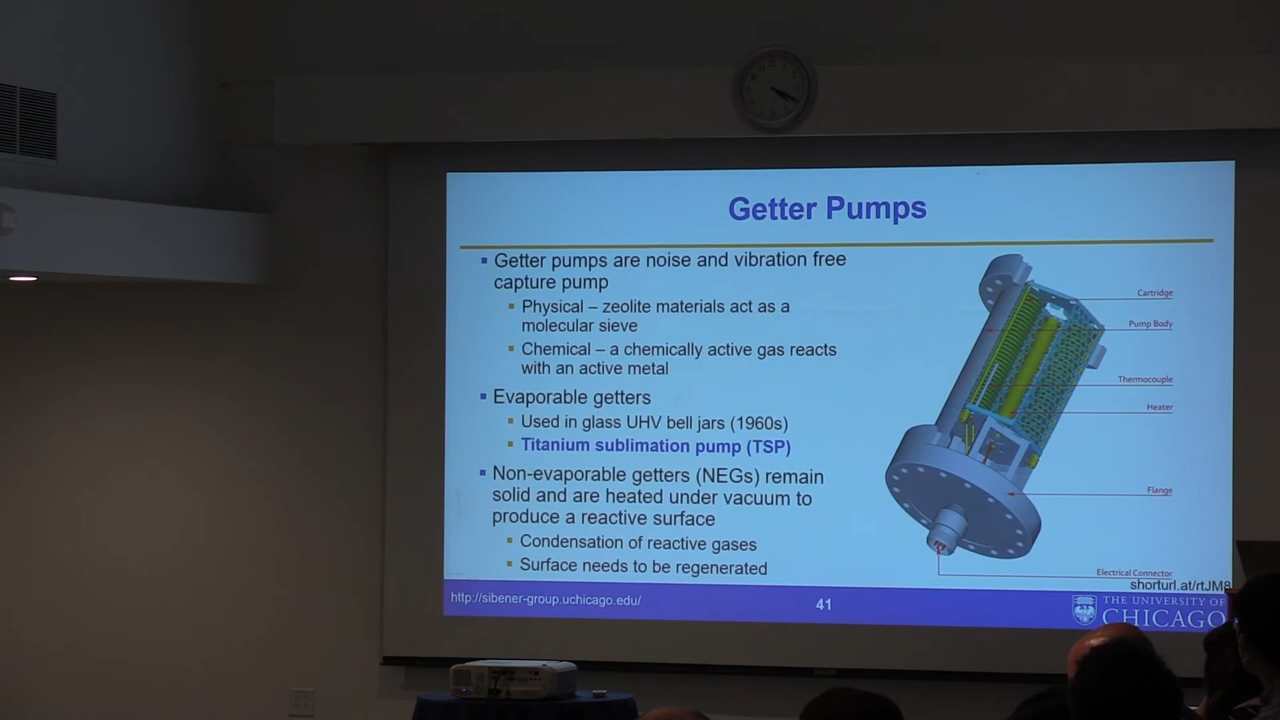 Getter Pumps
Getter pumps are noise and vibration free
capture pump
Physical – zeolite materials act as a
molecular sieve
Chemical – a chemically active gas reacts
with an active metal
Evaporable getters
Used in glass UHV bell jars (1960s)
Titanium sublimation pump (TSP)
Non-evaporable getters (NEGs) remain
solid and are heated under vacuum to
produce a reactive surface
Condensation of reactive gases
Surface needs to be regenerated
Cartridge
Pump Body
Thermocouple
Heater
Flange
Electrical Connector
shorturl.at/rtJM8
http://sibener-group.uchicago.edu/
41
THE UNIVERSITY OF
CHICAGO